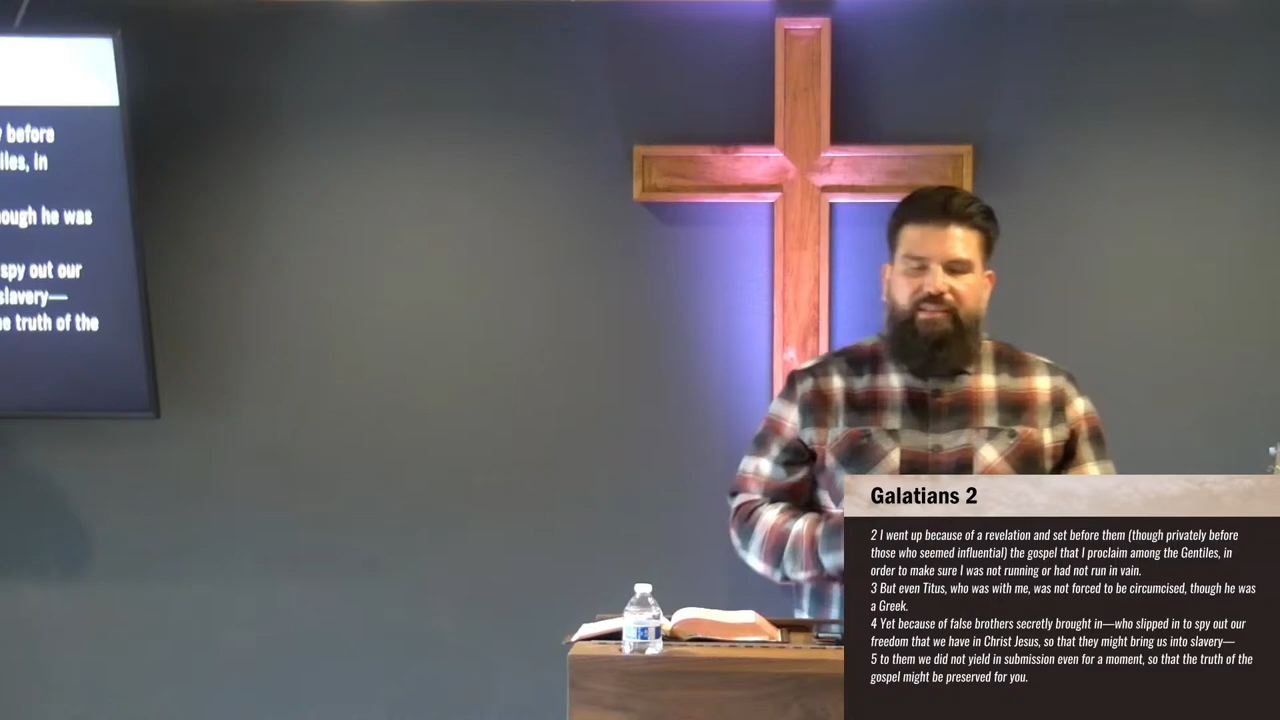 before
iles, in
ough he was
spy out our
slavery—
e truth of the
Galatians 2
2 I went up because of a revelation and set before them (though privately before
those who seemed influential) the gospel that I proclaim among the Gentiles, in
order to make sure I was not running or had not run in vain.
3 But even Titus, who was with me, was not forced to be circumcised, though he was
a Greek.
4 Yet because of false brothers secretly brought in—who slipped in to spy out our
freedom that we have in Christ Jesus, so that they might bring us into slavery—
5 to them we did not yield in submission even for a moment, so that the truth of the
gospel might be preserved for you.